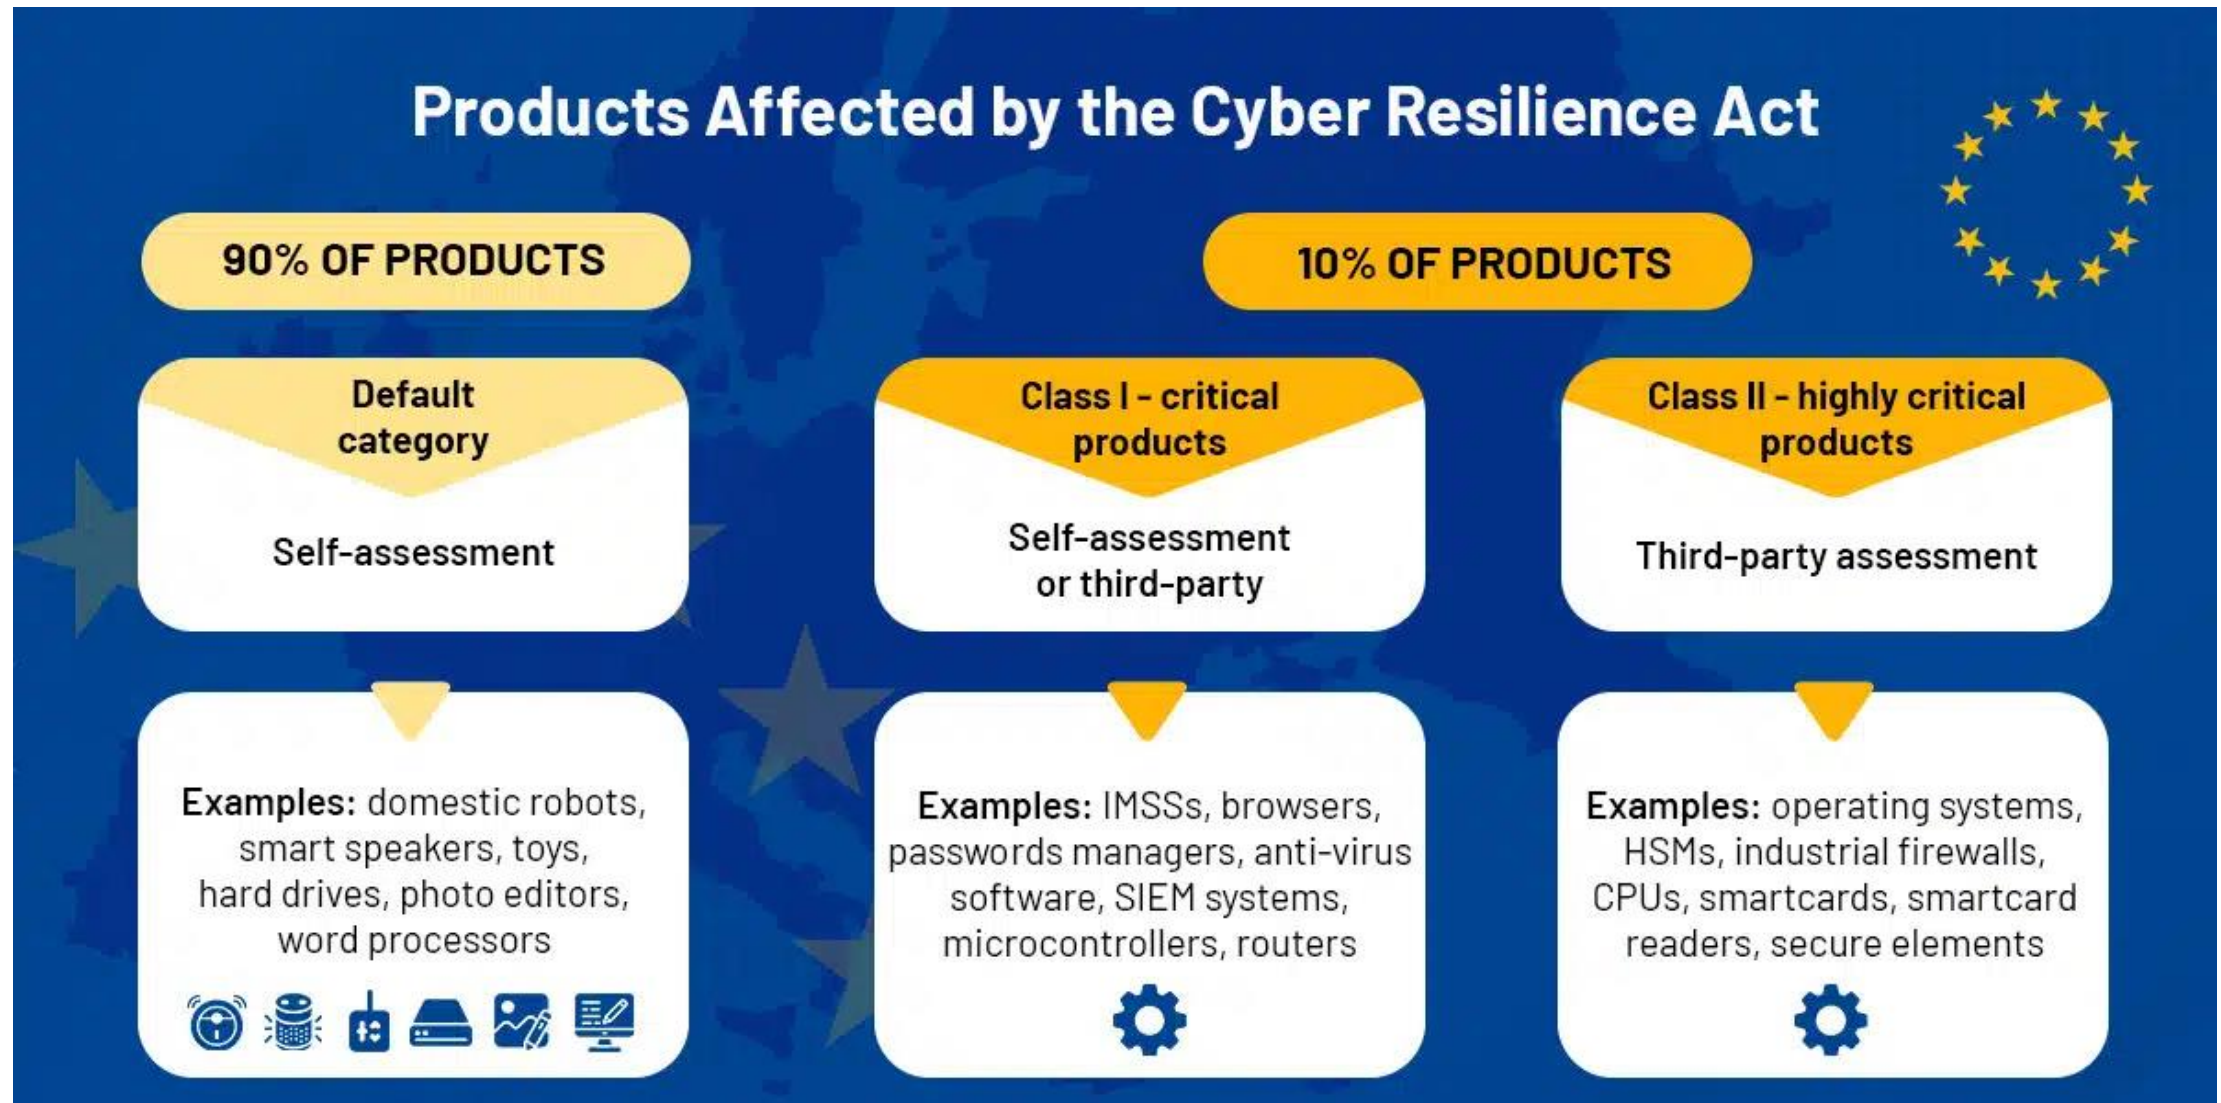 Products Affected by the Cyber Resilience Act
90% OF PRODUCTS
10% OF PRODUCTS
Default
category
Self-assessment
Class I - critical
products
Self-assessment
or third-party
Class II - highly critical
products
Third-party assessment
Examples: domestic robots,
smart speakers, toys,
hard drives, photo editors,
word processors
Examples: IMSSs, browsers,
passwords managers, anti-virus
software, SIEM systems,
microcontrollers, routers
Examples: operating systems,
HSMs, industrial firewalls,
CPUs, smartcards, smartcard
readers, secure elements